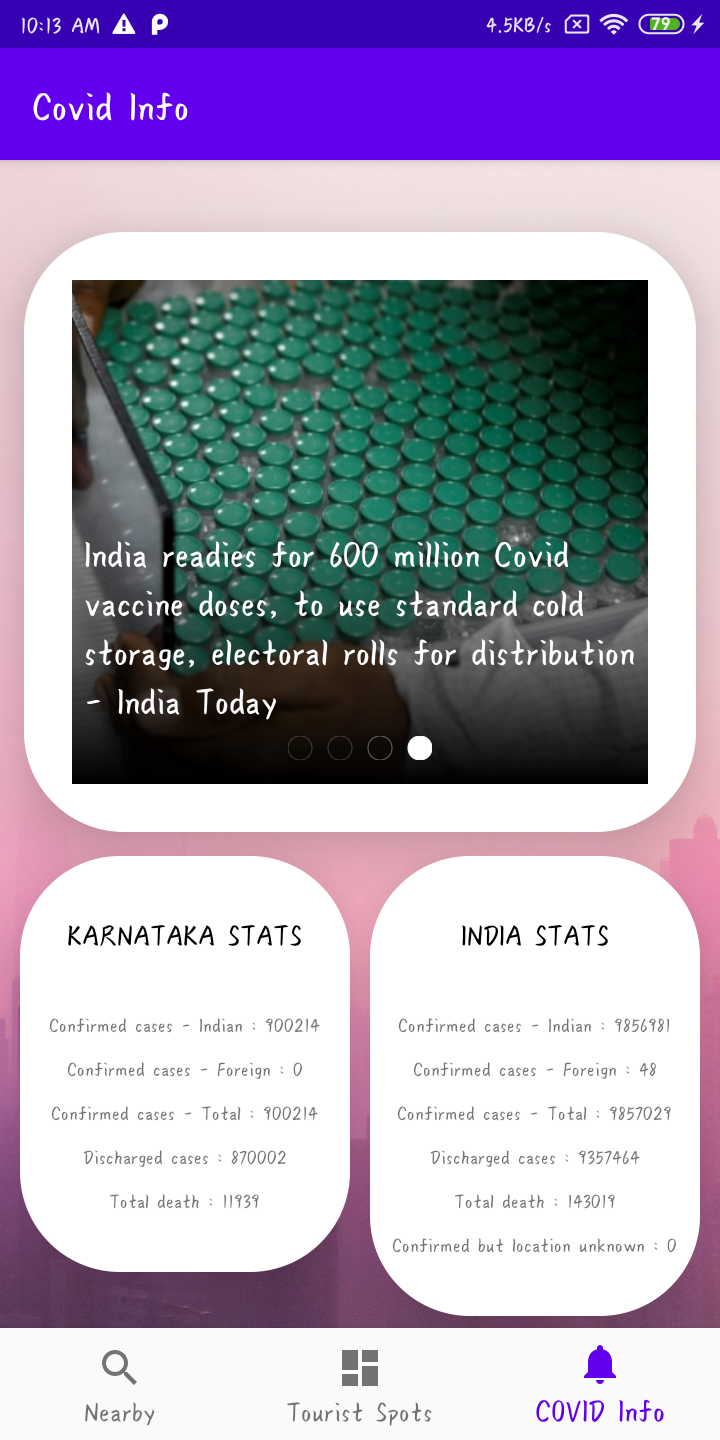 10:13 AM
4.5KB/s
79
Covid Info
India readies for 600 million Covid
vaccine doses, to use standard cold
storage, electoral rolls for distribution
- India Today
KARNATAKA STATS
Confirmed cases - Indian : 900214
Confirmed cases - Foreign : 0
Confirmed cases - Total : 900214
Discharged cases : 870002
Total death : 11939
INDIA STATS
Confirmed cases - Indian : 9856981
Confirmed cases - Foreign : 48
Confirmed cases - Total : 9857029
Discharged cases : 9357464
Total death : 143019
Confirmed but location unknown : 0
Nearby
Tourist Spots
COVID Info